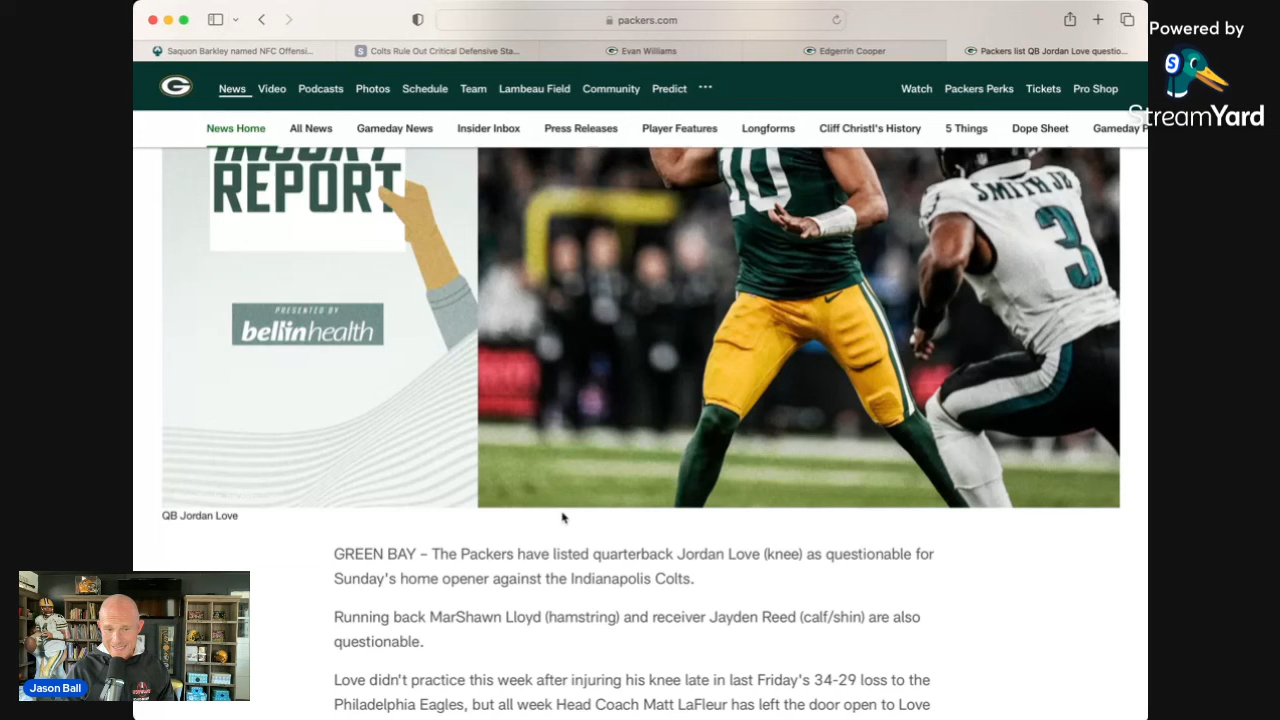 packers.com
Powered by
Saquon Barkley named NFC Offensi...
Colts Rule Out Critical Defensive Sta...
Evan Williams
Edgerrin Cooper
Packers list QB Jordan Love questio...
S
StreamYard
G
News
Video
Podcasts
Photos
Schedule
Team
Lambeau Field
Community
Predict
Watch
Packers Perks
Tickets
Pro Shop
News Home
All News
Gameday News
Insider Inbox
Press Releases
Player Features
Longforms
Cliff Christl's History
5 Things
Dope Sheet
Gameday P
INJURY
REPORT
PRESENTED BY
bellinhealth
10
SMITH JR
3
QB Jordan Love
GREEN BAY – The Packers have listed quarterback Jordan Love (knee) as questionable for
Sunday's home opener against the Indianapolis Colts.
Running back MarShawn Lloyd (hamstring) and receiver Jayden Reed (calf/shin) are also
questionable.
Love didn't practice this week after injuring his knee late in last Friday's 34-29 loss to the
Philadelphia Eagles, but all week Head Coach Matt LaFleur has left the door open to Love
Jason Ball